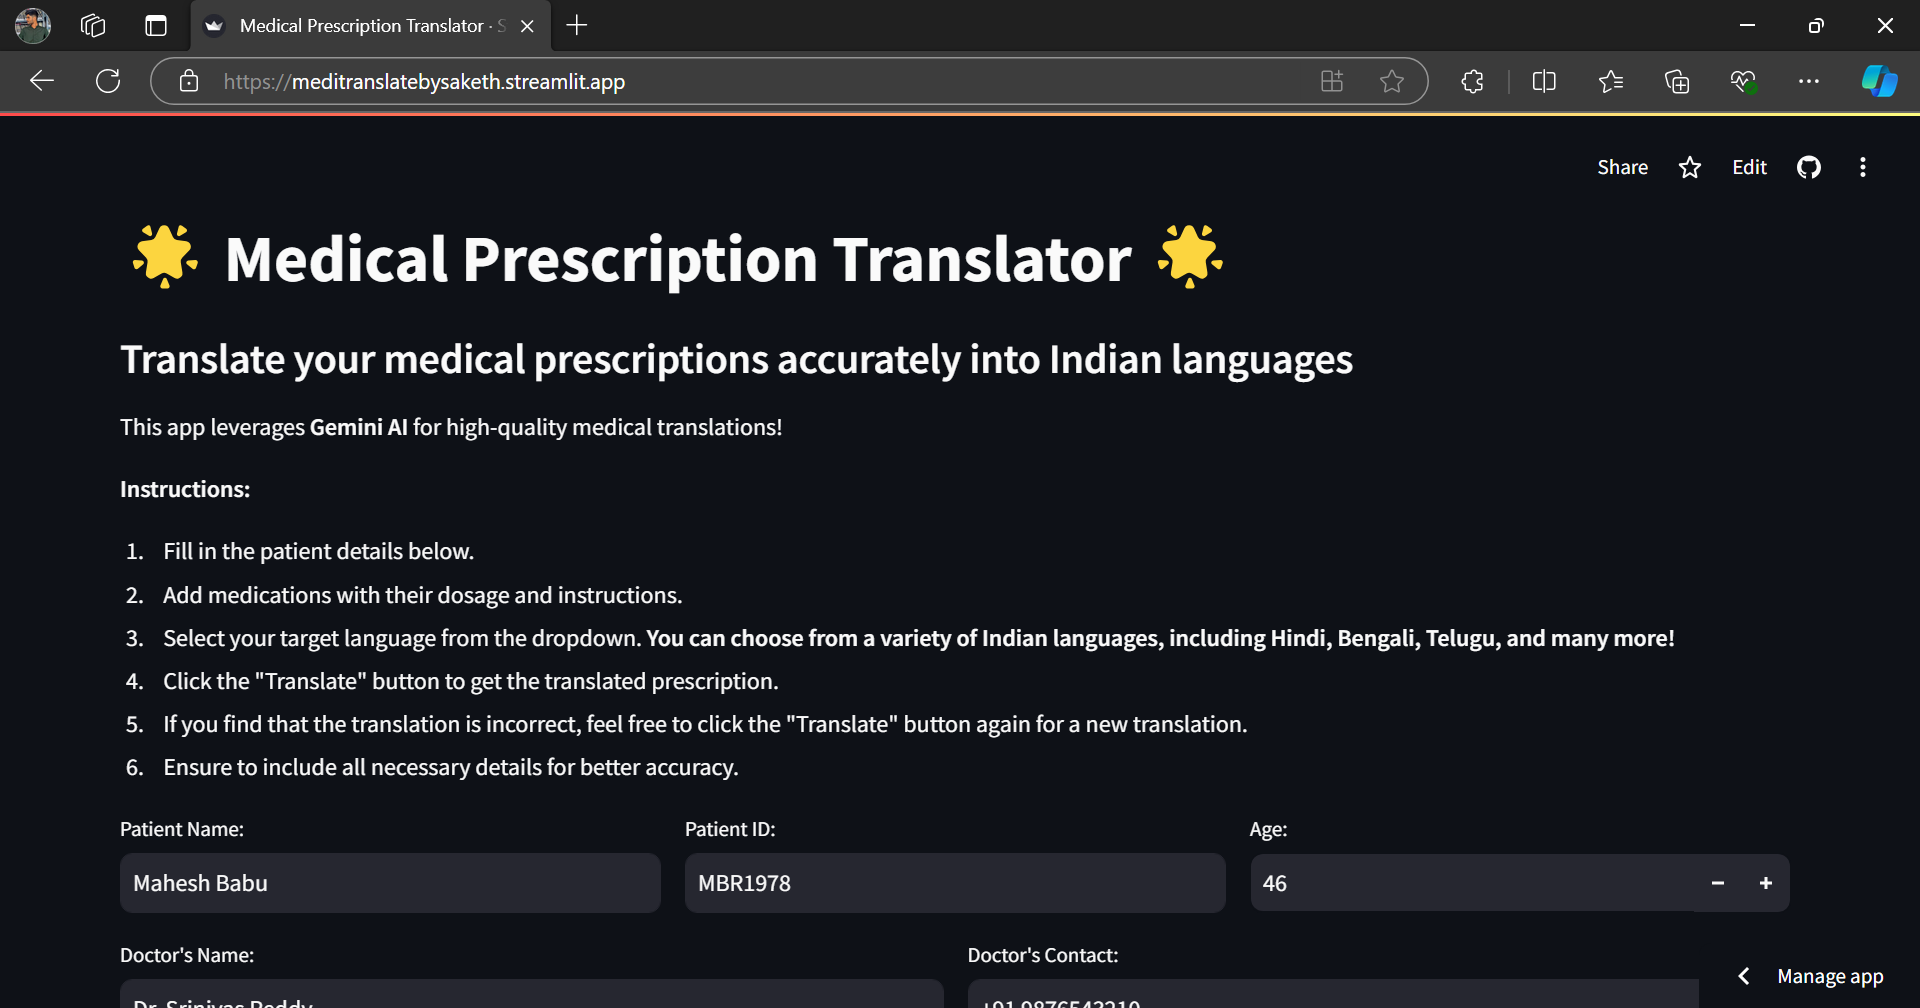 Medical Prescription Translator · S
https://meditranslatebysaketh.streamlit.app
Share Edit
Medical Prescription Translator
Translate your medical prescriptions accurately into Indian languages
This app leverages Gemini AI for high-quality medical translations!
Instructions:
1. Fill in the patient details below.
2. Add medications with their dosage and instructions.
3. Select your target language from the dropdown. You can choose from a variety of Indian languages, including Hindi, Bengali, Telugu, and many more!
4. Click the "Translate" button to get the translated prescription.
5. If you find that the translation is incorrect, feel free to click the "Translate" button again for a new translation.
6. Ensure to include all necessary details for better accuracy.
Patient Name: Patient ID: Age:
Mahesh Babu MBR1978 46
Doctor's Name: Doctor's Contact:
Dr. Srinivas Reddy +91 9876543210
Manage app